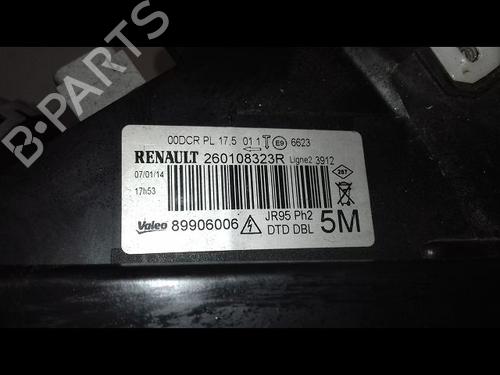 B-PARTS
00DCR PL 17.5 01 1 E9 6623
RENAULT 260108323R Ligne2 3912
07/01/14
287
17h53
Valeo 89906006 JR95 Ph2
DTD DBL 5M